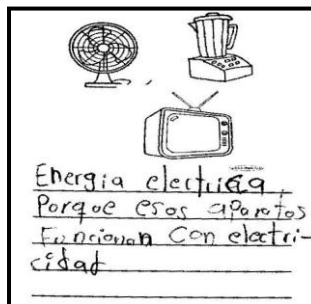 Energia electrica,
Porque esos aparatos
Funcionan con electri-
cidad